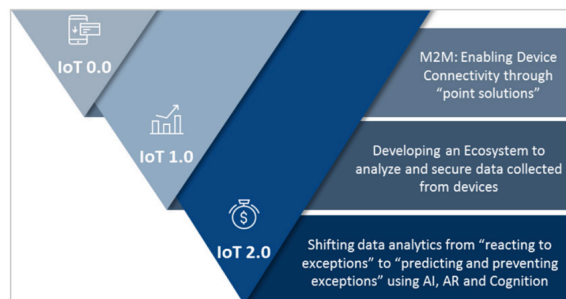 IoT 0.0
M2M: Enabling Device
Connectivity through
“point solutions”
IoT 1.0
Developing an Ecosystem to
analyze and secure data collected
from devices
$
IoT 2.0
Shifting data analytics from “reacting to
exceptions” to “predicting and preventing
exceptions” using AI, AR and Cognition